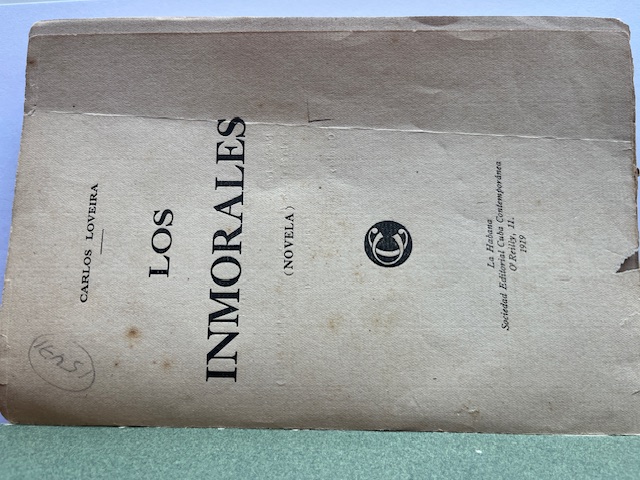 CARLOS LOVEIRA
LOS
INMORALES
(NOVELA)
La Habana
Sociedad Editorial Cuba Contemporánea
O'Reilly, 11.
1919